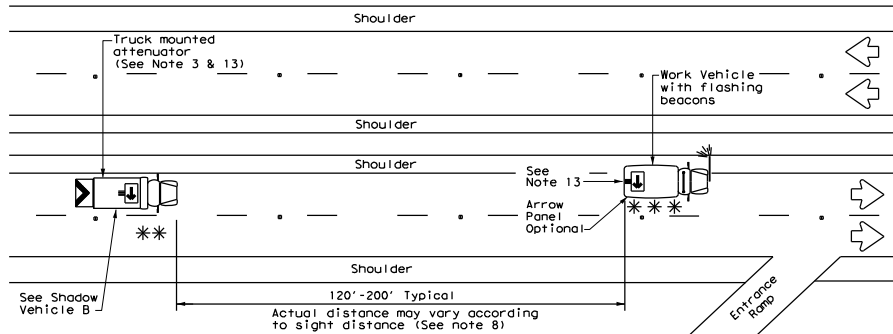 Shoulder
Truck mounted
attenuator
(See Note 3 & 13)
Work Vehicle
with flashing
beacons
Shoulder
Shoulder
See
Note 13
Arrow
Panel
Optional
Shoulder
See Shadow
Vehicle B
120'-200' Typical
Actual distance may vary according
to sight distance (See note 8)
Entrance
Ramp